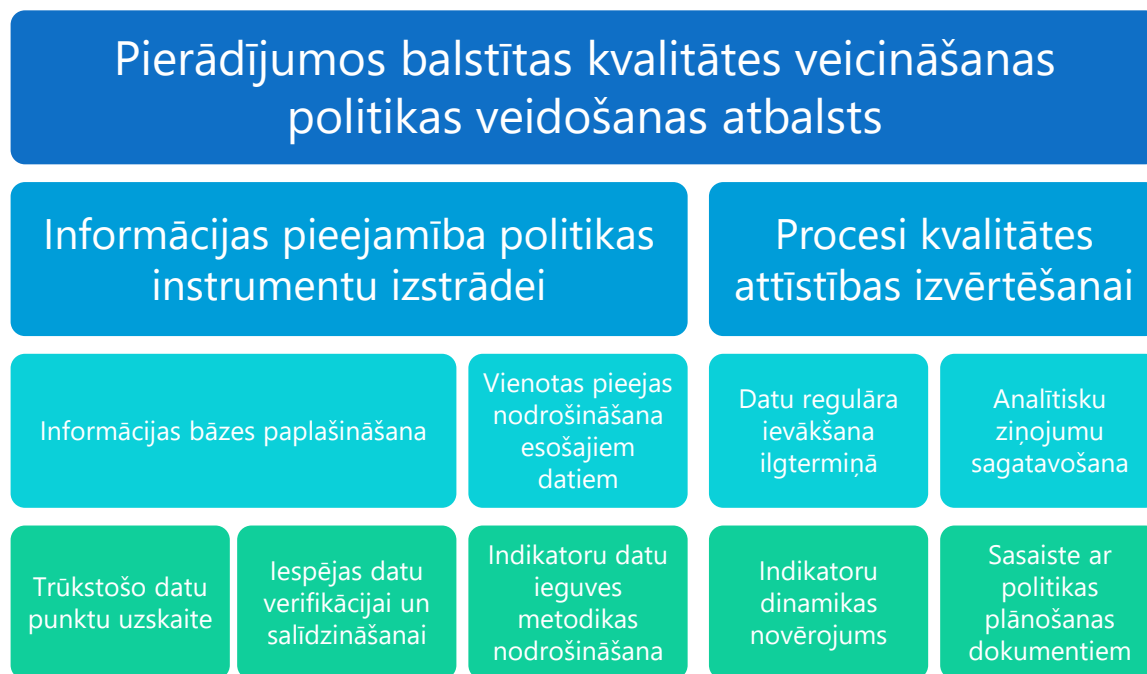 Pierādījumos balstītas kvalitātes veicināšanas
politikas veidošanas atbalsts
Informācijas pieejamība politikas
instrumentu izstrādei
Procesi kvalitātes
attīstības izvērtēšanai
Informācijas bāzes paplašināšana
Vienotas pieejas
nodrošināšana
esošajiem
datiem
Datu regulāra
ievākšana
ilgtermiņā
Analītisku
ziņojumu
sagatavošana
Trūkstošo datu
punktu uzskaite
Iespējas datu
verifikācijai un
salīdzināšanai
Indikatoru datu
ieguves
metodikas
nodrošināšana
Indikatoru
dinamikas
novērojums
Sasaiste ar
politikas
plānošanas
dokumentiem